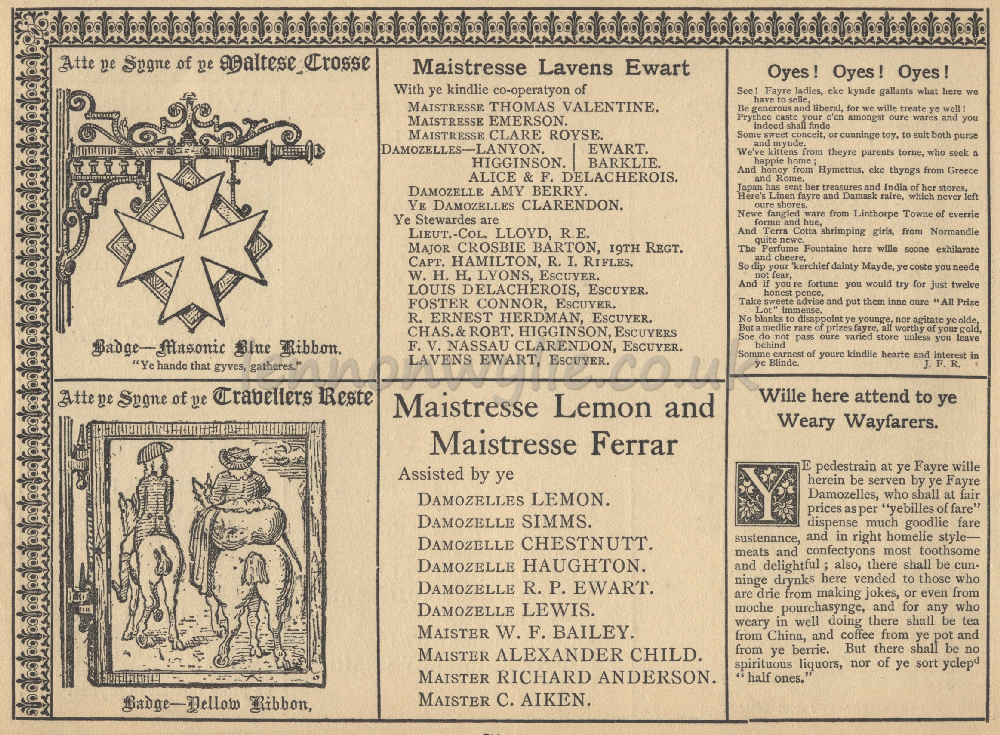 Atte ye Sygne of ye Maltese Crosse
Badge—Masonic Blue Ribbon.
"Ye hande that gyves, gatheres."
Maistresse Lavens Ewart
With ye kindlie co-operatyon of
Maistresse THOMAS VALENTINE.
Maistresse EMERSON.
Maistresse CLARE ROYSE.
Damozelles—LANYON. | EWART.
HIGGINSON. | BARKLIE.
ALICE & F. DELACHEROIS.
Damozelle AMY BERRY.
Ye Damozelles CLARENDON.
Ye Stewardes are
Lieut.-Col. LLOYD, R.E.
Major CROSBIE BARTON, 19th Regt.
Capt. HAMILTON, R. I. Rifles.
W. H. H. LYONS, Escuyer.
LOUIS DELACHEROIS, Escuyer.
FOSTER CONNOR, Escuyer.
R. ERNEST HERDMAN, Escuyer.
CHAS. & ROBT. HIGGINSON, Escuyers
F. V. NASSAU CLARENDON, Escuyer.
LAVENS EWART, Escuyer.
Oyes! Oyes! Oyes!
See! Fayre ladies, eke kynde gallants what here we
have to selle,
Be generous and liberal, for we wille treate ye well!
Prythee caste your e'en amongst oure wares and you
indeed shall finde
Some sweet conceit, or cunninge toy, to suit both purse
and mynde.
We've kittens from theyre parents torne, who seek a
happie home;
And honey from Hymettus, eke thyngs from Greece
and Rome.
Japan has sent her treasures and India of her stores,
Here's Linen fayre and Damask raire, which never left
oure shores.
Newe fangled ware from Linthorpe Towne of everrie
forme and hue,
And Terra Cotta shrimping girls, from Normandie
quite newe.
The Perfume Fountaine here wille soone exhilarate
and cheere,
So dip your 'kerchief dainty Mayde, ye coste you neede
not fear,
And if you're fortune you would try for just twelve
honest pence,
Take sweete advise and put them inne oure "All Prize
Lot" immense.
No blanks to disappoint ye younge, nor agitate ye olde,
But a medlie rare of prizes fayre, all worthy of your gold,
Soe do not pass oure varied store unless you leave
behind
Somme earnest of youre kindlie hearte and interest in
ye Blinde. J. F. R.
Atte ye Sygne of ye Travellers Reste
Badge—Yellow Ribbon,
Maistresse Lemon and
Maistresse Ferrar
Assisted by ye
Damozelles LEMON.
Damozelle SIMMS.
Damozelle CHESTNUTT.
Damozelle HAUGHTON.
Damozelle R. P. EWART.
Damozelle LEWIS.
Maister W. F. BAILEY.
Maister ALEXANDER CHILD.
Maister RICHARD ANDERSON.
Maister C. AIKEN.
Wille here attend to ye
Weary Wayfarers.
YE pedestrain at ye Fayre wille
herein be serven by ye Fayre
Damozelles, who shall at fair
prices as per "yebilles of fare"
dispense much goodlie fare
sustenance, and in right homelie style—
meats and confectyons most toothsome
and delightful; also, there shall be cun-
ninge drynks here vended to those who
are drie from making jokes, or even from
moche pourchasynge, and for any who
weary in well doing there shall be tea
from China, and coffee from ye pot and
from ye berrie. But there shall be no
spirituous liquors, nor of ye sort yclepd
"half ones."
lennonwylie.co.uk